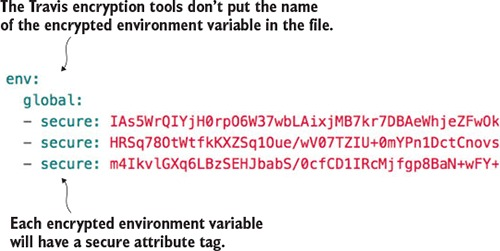 The Travis encryption tools don't put the name
of the encrypted environment variable in the file.
env:
global:
- secure: IAs5WrQIYjH0rpO6W37wbLAixjMB7kr7DBAeWhjeZFwOk
- secure: HRSq78OtWtfkKXZSq1Oue/wV07TZIU+0mYPn1DctCnovs
- secure: m4IkvlGXq6LBzSEHJbabS/0cfCD1IRcMjfgp8BaN+wFY+
Each encrypted environment variable
will have a secure attribute tag.